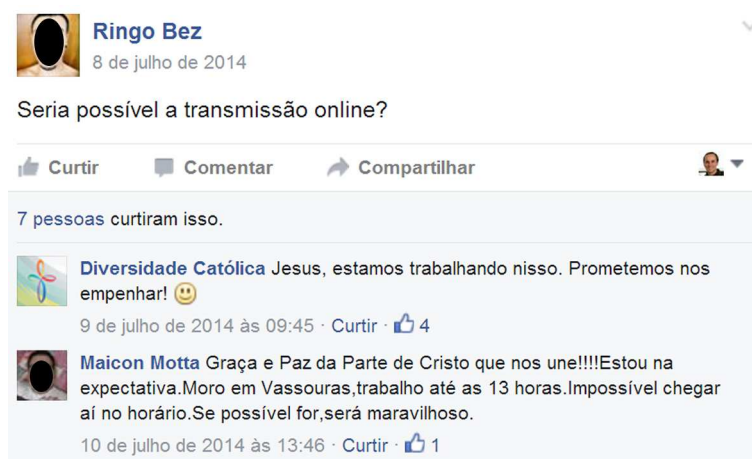 Ringo Bez
8 de julho de 2014
Seria possível a transmissão online?
Curtir Comentar Compartilhar
7 pessoas curtiram isso.
Diversidade Católica Jesus, estamos trabalhando nisso. Prometemos nos
empenhar!
9 de julho de 2014 às 09:45 · Curtir · 4
Maicon Motta Graça e Paz da Parte de Cristo que nos une!!!!Estou na
expectativa.Moro em Vassouras,trabalho até as 13 horas.Impossível chegar
aí no horário.Se possível for,será maravilhoso.
10 de julho de 2014 às 13:46 · Curtir · 1